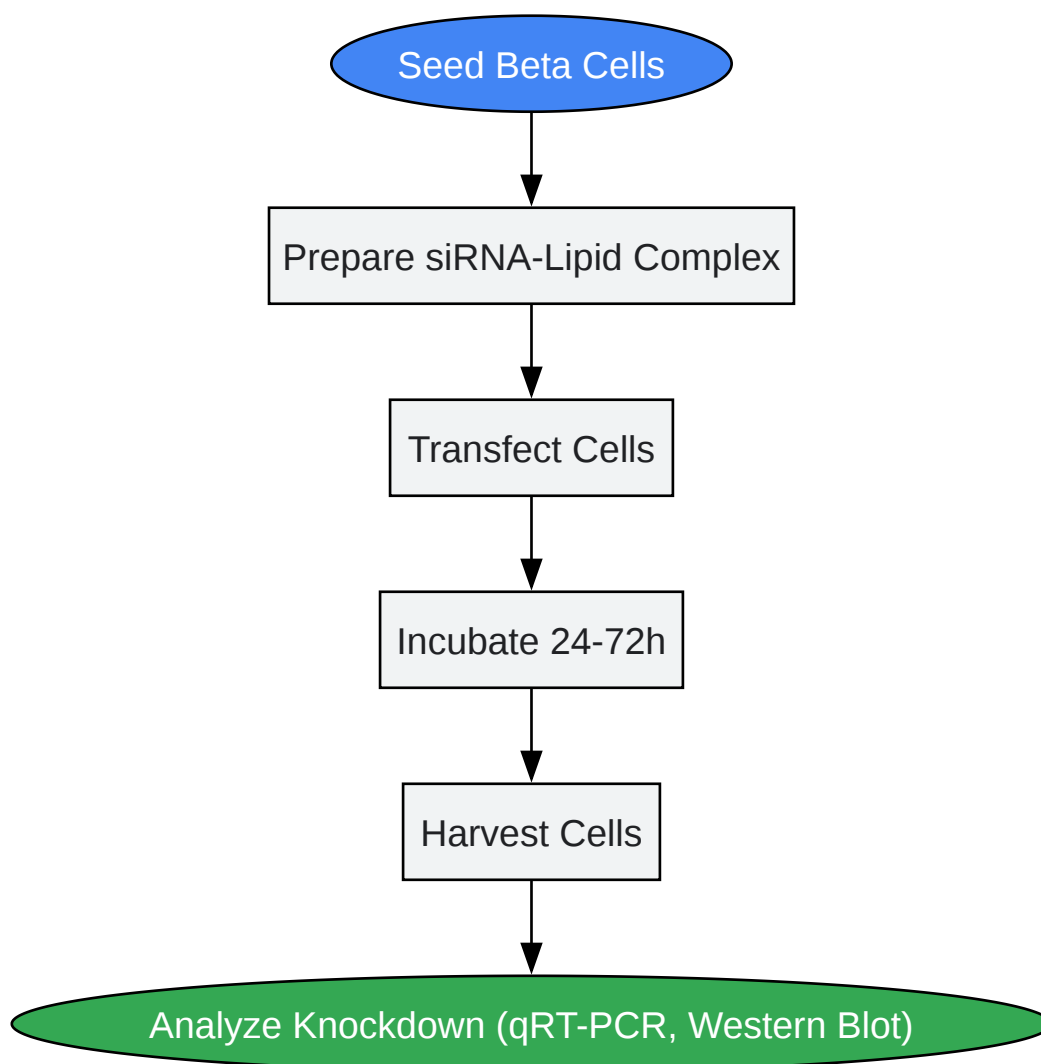 Seed Beta Cells
Prepare siRNA-Lipid Complex
Transfect Cells
Incubate 24-72h
Harvest Cells
Analyze Knockdown (qRT-PCR, Western Blot)